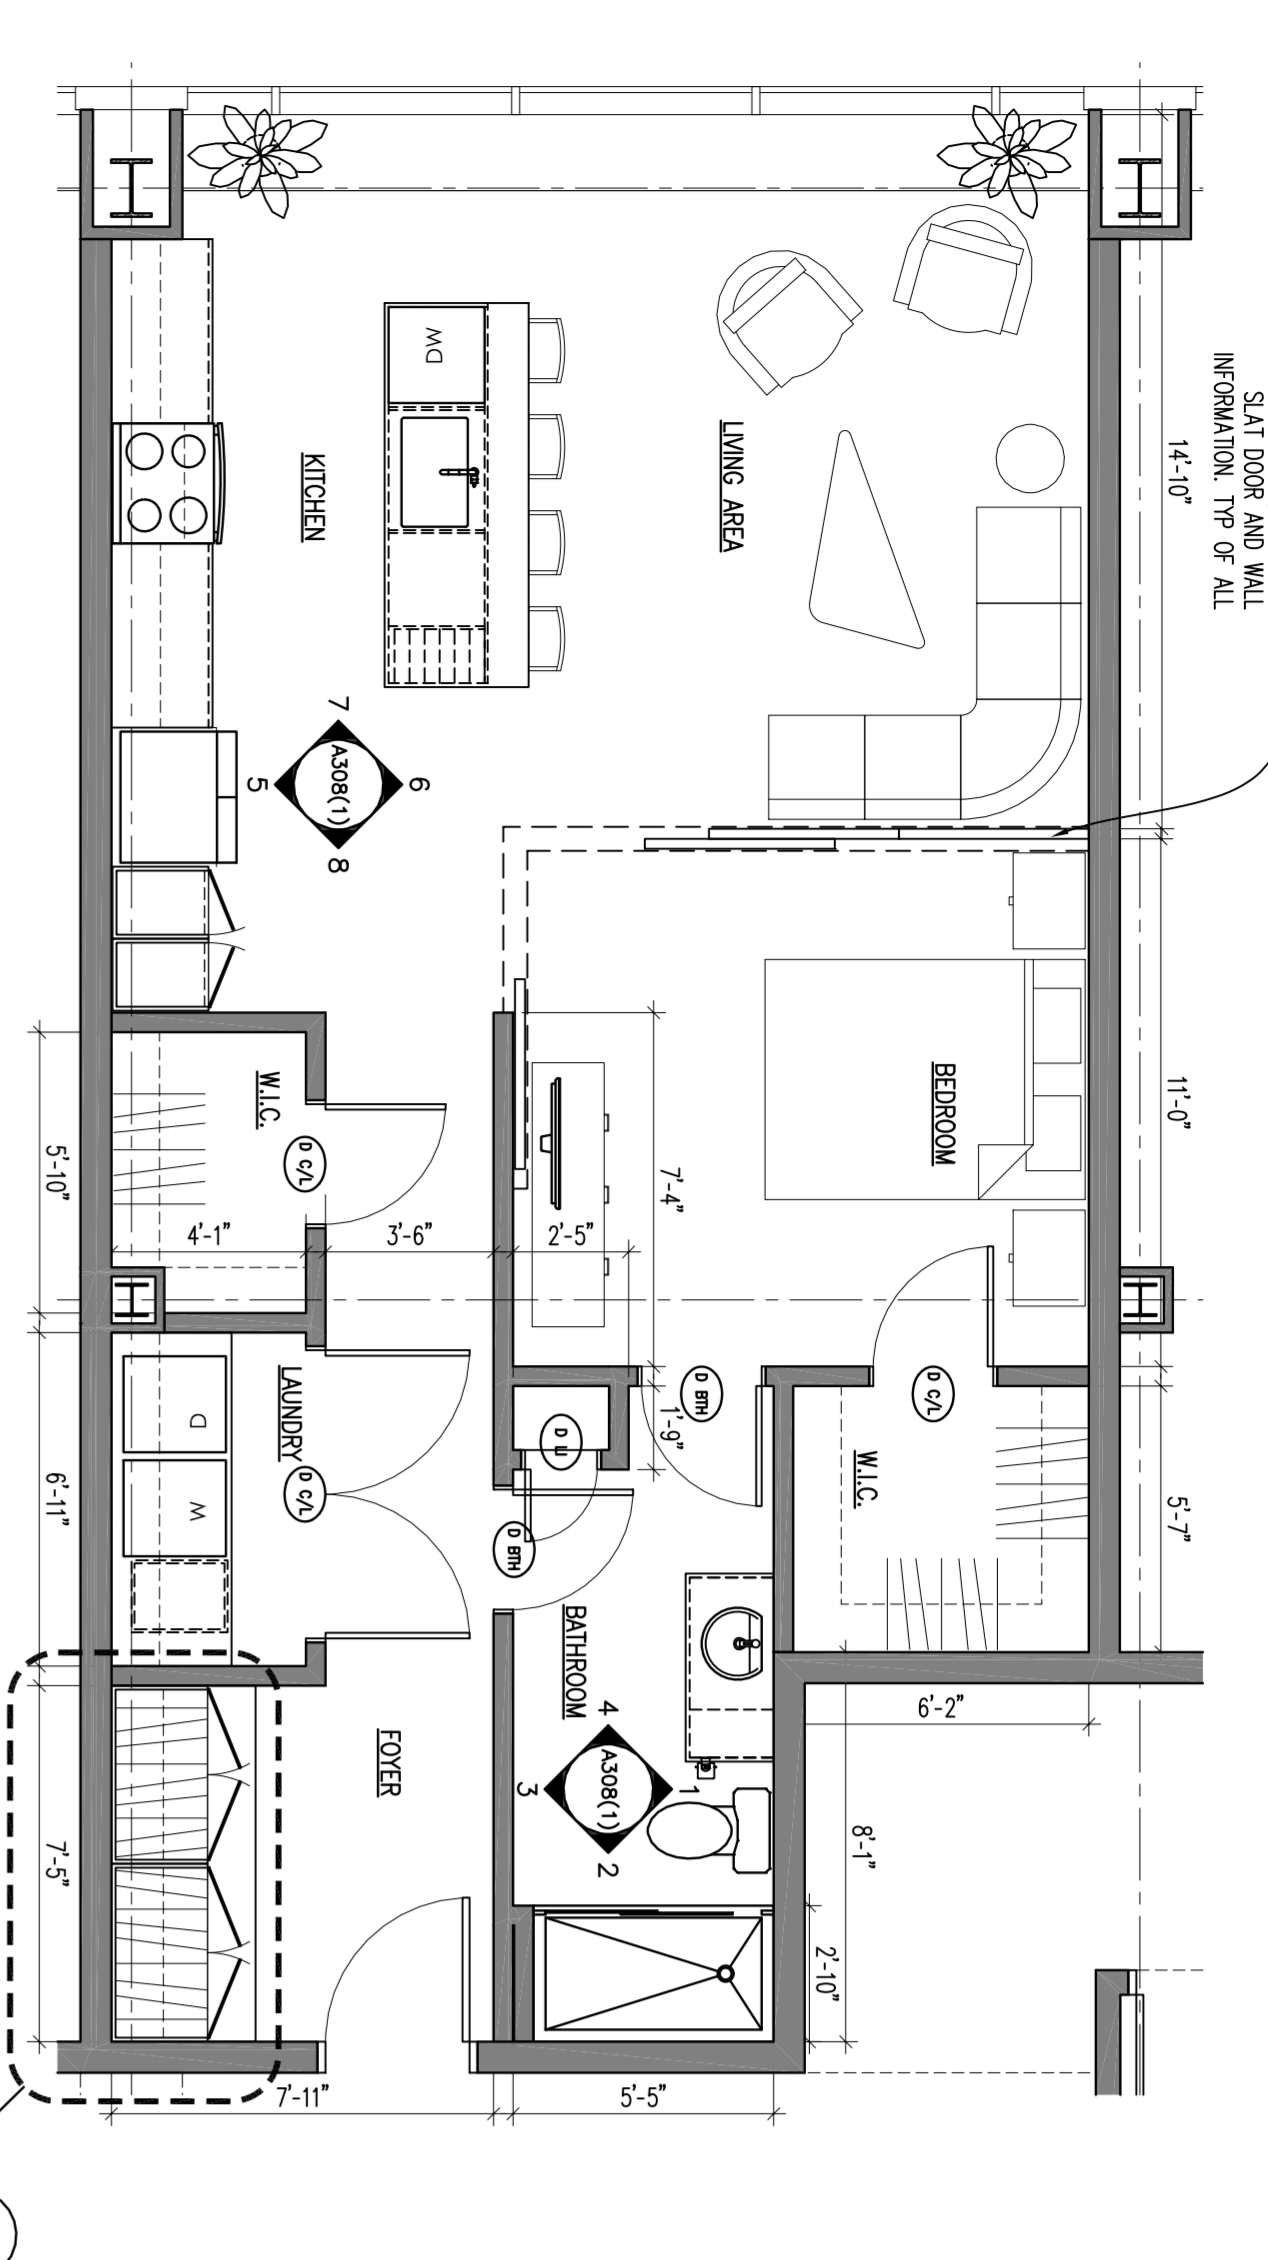 SLAT DOOR AND WALL
INFORMATION. TYP OF ALL
14'-10"
11'-0"
5'-7"
LIVING AREA
KITCHEN
DW
7
A308(1)
6
5
8
BEDROOM
W.I.C.
D C/L
5'-10"
4'-1"
3'-6"
2'-5"
7'-4"
1'-9"
D BTH
D C/L
W.I.C.
D LI
D BTH
LAUNDRY
D C/L
D
W
6'-11"
BATHROOM
4
A308(1)
1
3
2
6'-2"
8'-1"
2'-10"
FOYER
7'-5"
7'-11"
5'-5"